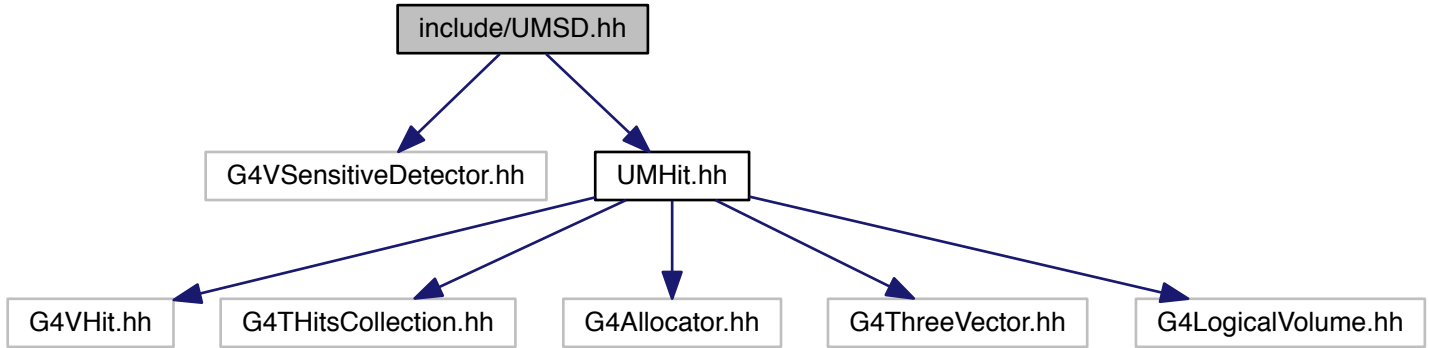 include/UMSD.hh
G4VSensitiveDetector.hh
UMHit.hh
G4VHit.hh
G4THitsCollection.hh
G4Allocator.hh
G4ThreeVector.hh
G4LogicalVolume.hh